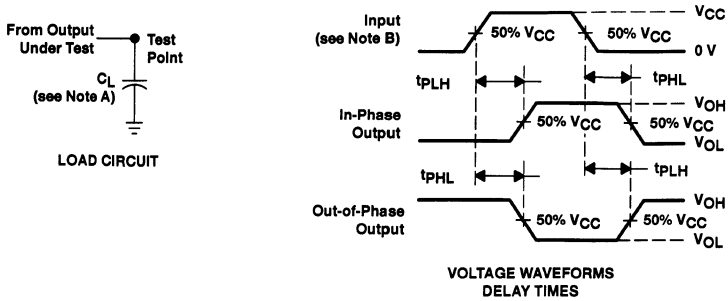 From Output
Under Test
Test
Point
CL
(see Note A)
LOAD CIRCUIT
Input
(see Note B)
50% VCC
50% VCC
VCC
0 V
tPLH
tPHL
In-Phase
Output
50% VCC
50% VCC
VOH
VOL
tPHL
tPLH
Out-of-Phase
Output
50% VCC
50% VCC
VOH
VOL
VOLTAGE WAVEFORMS
DELAY TIMES